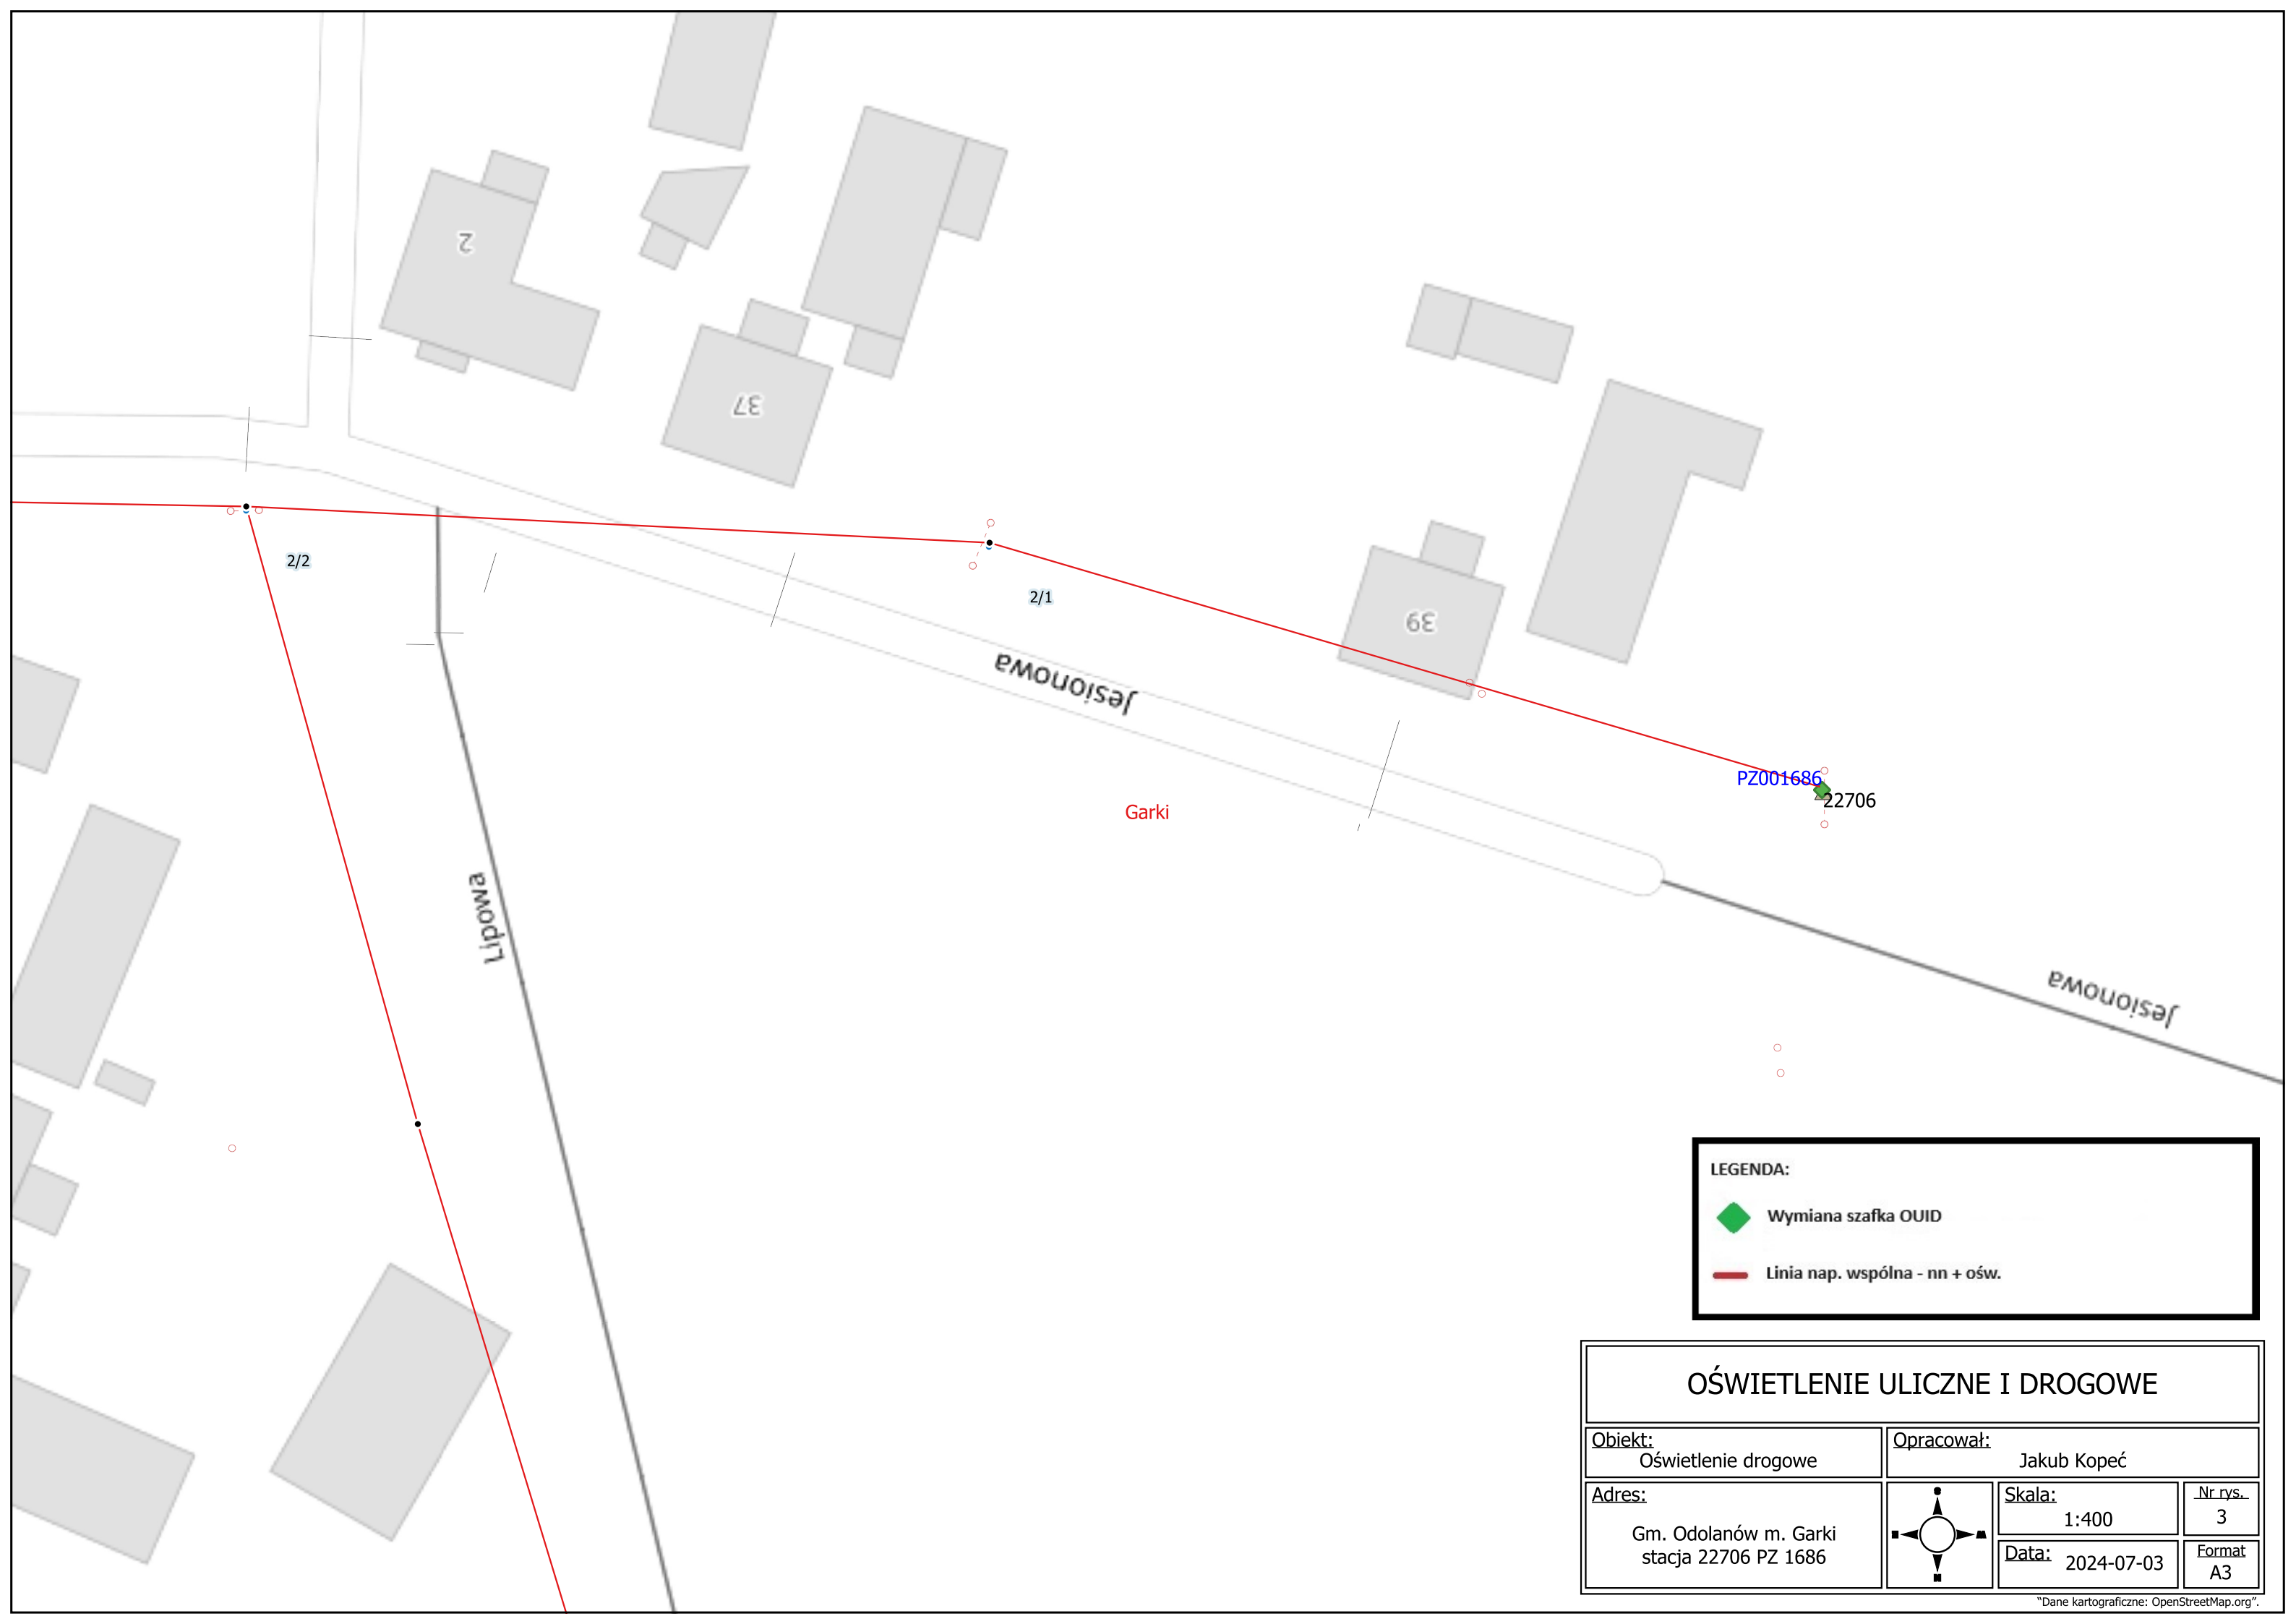 2
37
2/2
2/1
39
Jesionowa
PZ001686
22706
Garki
Lipowa
Jesionowa
LEGENDA:
Wymiana szafka OUID
Linia nap. wspólna - nn + ośw.
OŚWIETLENIE ULICZNE I DROGOWE
Obiekt:
Oświetlenie drogowe
Opracował:
Jakub Kopeć
Adres:
Gm. Odolanów m. Garki
stacja 22706 PZ 1686
Skala:
1:400
Nr rys.
3
Data: 2024-07-03
Format
A3
"Dane kartograficzne: OpenStreetMap.org".